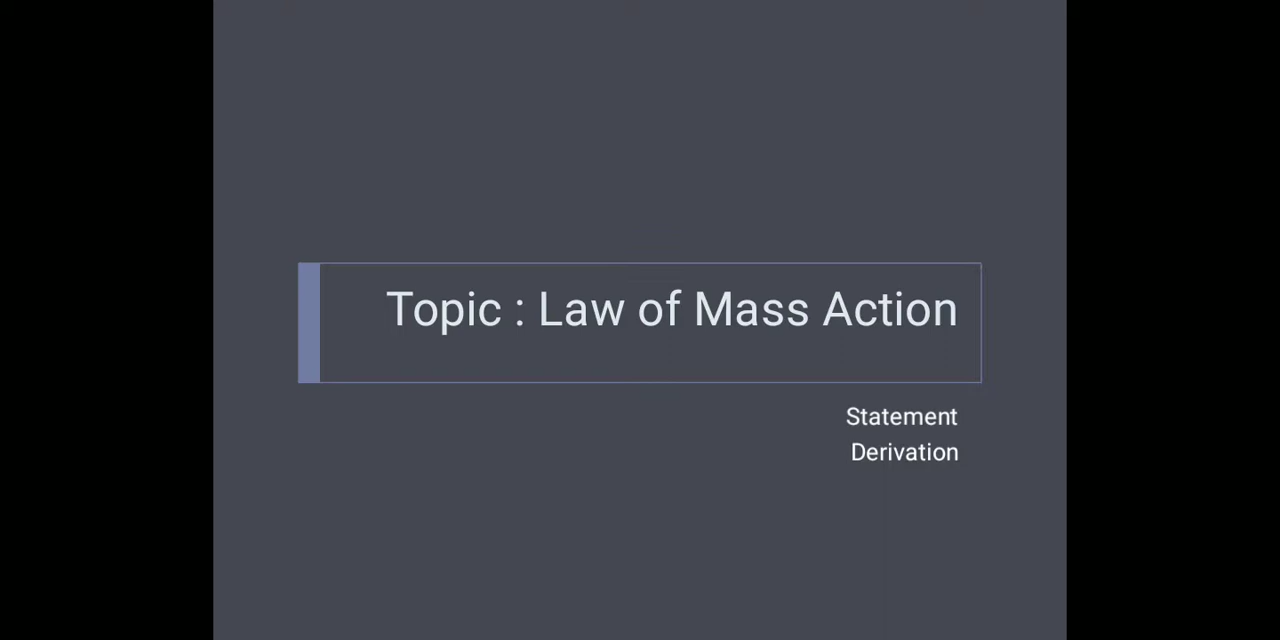 Topic : Law of Mass Action
Statement
Derivation